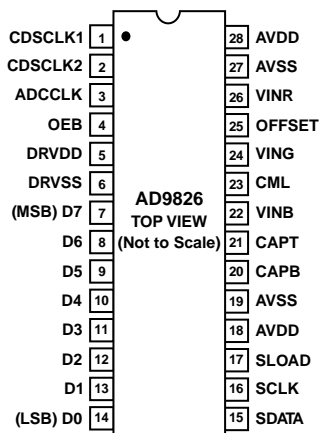 CDSCLK1 1
CDSCLK2 2
ADCCLK 3
OEB 4
DRVDD 5
DRVSS 6
(MSB) D7 7
D6 8
D5 9
D4 10
D3 11
D2 12
D1 13
(LSB) D0 14
AD9826
TOP VIEW
(Not to Scale)
28 AVDD
27 AVSS
26 VINR
25 OFFSET
24 VING
23 CML
22 VINB
21 CAPT
20 CAPB
19 AVSS
18 AVDD
17 SLOAD
16 SCLK
15 SDATA